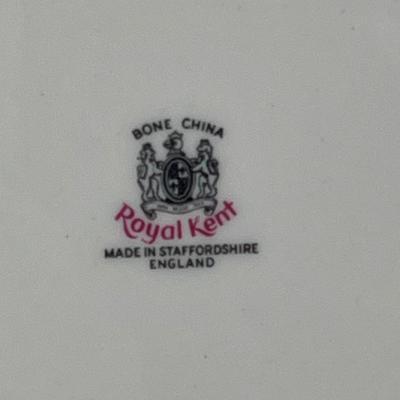 BONE CHINA
Royal Kent
MADE IN STAFFORDSHIRE
ENGLAND